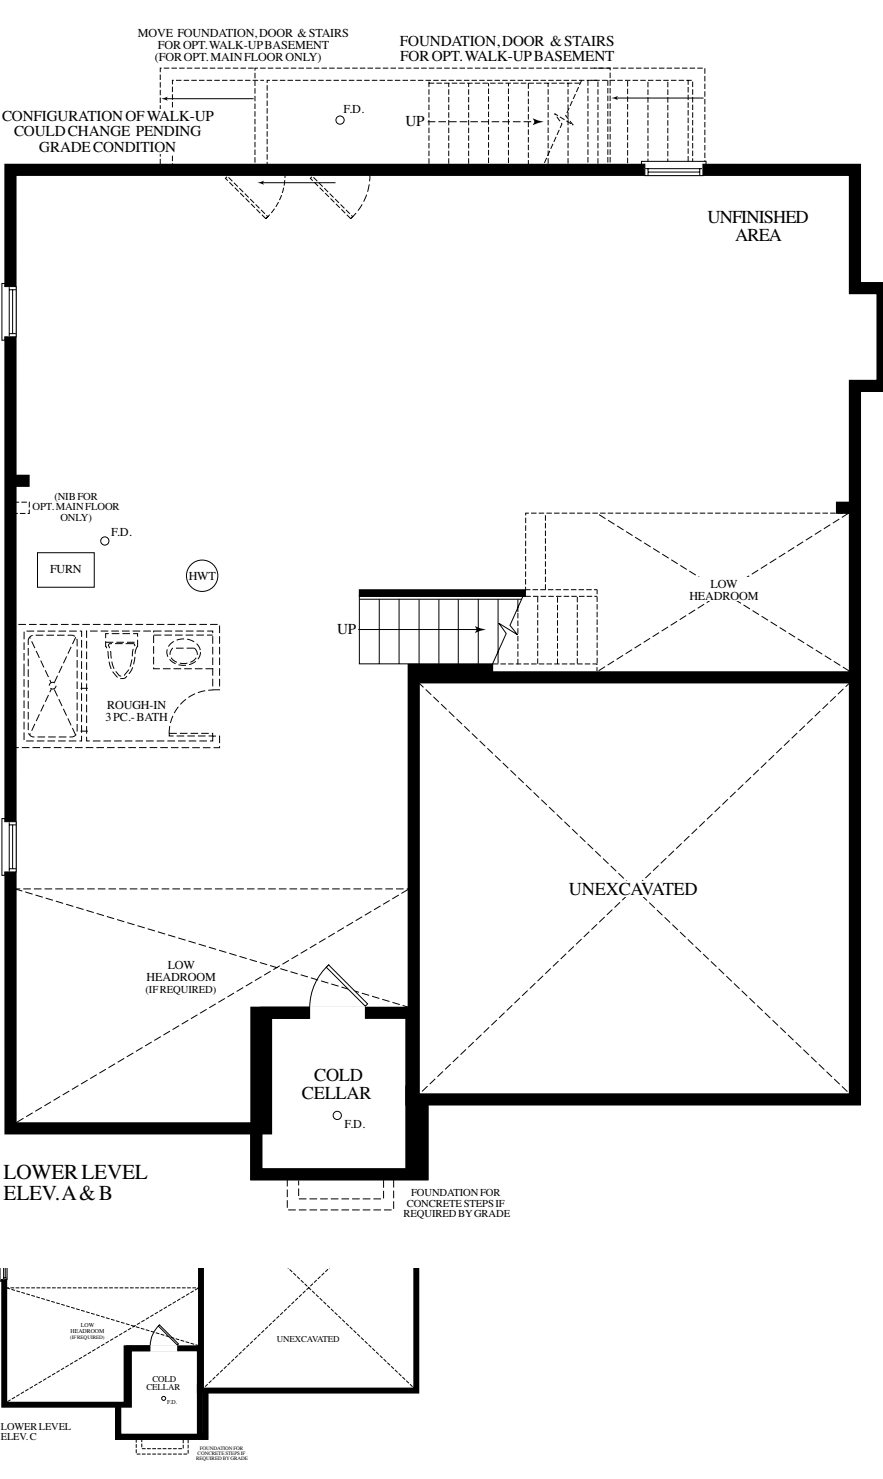 MOVE FOUNDATION, DOOR & STAIRS
FOR OPT. WALK-UP BASEMENT
(FOR OPT. MAIN FLOOR ONLY)
FOUNDATION, DOOR & STAIRS
FOR OPT. WALK-UP BASEMENT
CONFIGURATION OF WALK-UP
COULD CHANGE PENDING
GRADE CONDITION
F.D.
UP
UNFINISHED
AREA
(NIB FOR
OPT. MAIN FLOOR
ONLY)
F.D.
FURN
HWT
LOW
HEADROOM
UP
ROUGH-IN
3 PC.- BATH
UNEXCAVATED
LOW
HEADROOM
(IF REQUIRED)
COLD
CELLAR
F.D.
LOWER LEVEL
ELEV. A & B
FOUNDATION FOR
CONCRETE STEPS IF
REQUIRED BY GRADE
LOW
HEADROOM
(IF REQUIRED)
UNEXCAVATED
COLD
CELLAR
F.D.
LOWER LEVEL
ELEV. C
FOUNDATION FOR
CONCRETE STEPS IF
REQUIRED BY GRADE